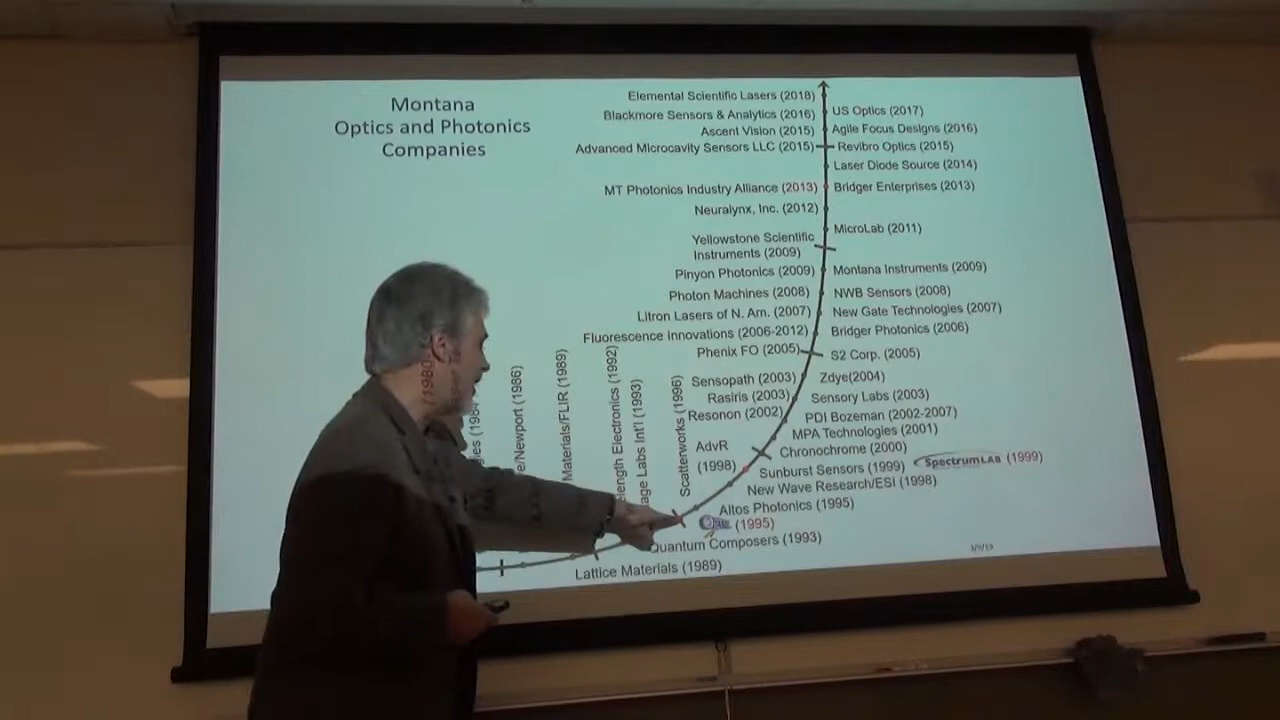 Montana
Optics and Photonics
Companies
Elemental Scientific Lasers (2018)
US Optics (2017)
Blackmore Sensors & Analytics (2016)
Agile Focus Designs (2016)
Ascent Vision (2015)
Advanced Microcavity Sensors LLC (2015)
Revibro Optics (2015)
Laser Diode Source (2014)
MT Photonics Industry Alliance (2013)
Bridger Enterprises (2013)
Neuralynx, Inc. (2012)
MicroLab (2011)
Yellowstone Scientific
Instruments (2009)
Pinyon Photonics (2009)
Montana Instruments (2009)
Photon Machines (2008)
NWB Sensors (2008)
Litron Lasers of N. Am. (2007)
New Gate Technologies (2007)
Fluorescence Innovations (2006-2012)
Bridger Photonics (2006)
Phenix FO (2005)
S2 Corp. (2005)
Sensopath (2003)
Zdye(2004)
Rasiris (2003)
Sensory Labs (2003)
Resonon (2002)
PDI Bozeman (2002-2007)
MPA Technologies (2001)
AdvR
(1998)
Chronochrome (2000)
Sunburst Sensors (1999)
SPECTRUM LAB (1999)
New Wave Research/ESI (1998)
Altos Photonics (1995)
(1995)
Quantum Composers (1993)
Lattice Materials (1989)
(1980)
/Newport (1986)
Materials/FLIR (1989)
Electronics (1992)
Labs Int'l (1993)
Scatterworks (1996)